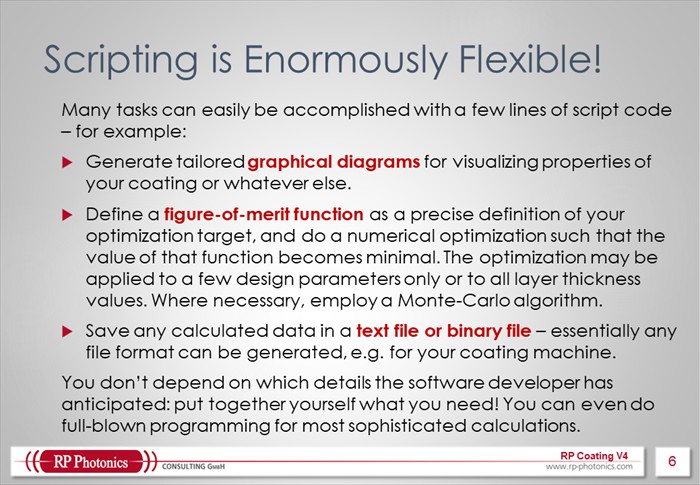 Scripting is Enormously Flexible!
Many tasks can easily be accomplished with a few lines of script code
– for example:
Generate tailored graphical diagrams for visualizing properties of
your coating or whatever else.
Define a figure-of-merit function as a precise definition of your
optimization target, and do a numerical optimization such that the
value of that function becomes minimal. The optimization may be
applied to a few design parameters only or to all layer thickness
values. Where necessary, employ a Monte-Carlo algorithm.
Save any calculated data in a text file or binary file – essentially any
file format can be generated, e.g. for your coating machine.
You don't depend on which details the software developer has
anticipated: put together yourself what you need! You can even do
full-blown programming for most sophisticated calculations.
RP Photonics
CONSULTING GmbH
RP Coating V4
www.rp-photonics.com
6